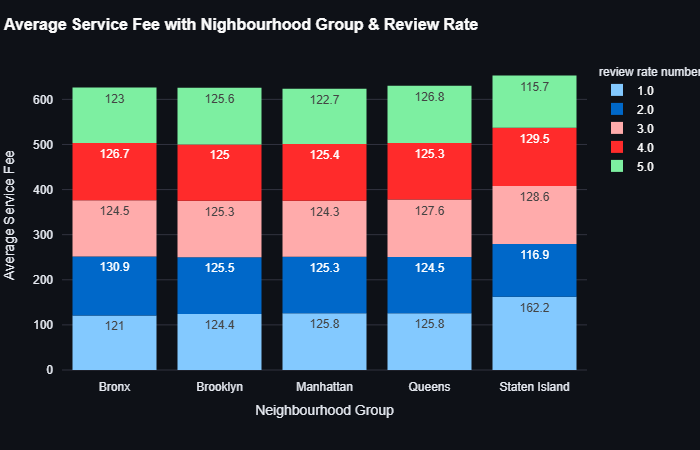 Average Service Fee with Nighbourhood Group & Review Rate
review rate number
1.0
2.0
3.0
4.0
5.0
Average Service Fee
600
500
400
300
200
100
0
123 125.6 122.7 126.8 115.7
126.7 125 125.4 125.3 129.5
124.5 125.3 124.3 127.6 128.6
130.9 125.5 125.3 124.5 116.9
121 124.4 125.8 125.8 162.2
Bronx Brooklyn Manhattan Queens Staten Island
Neighbourhood Group